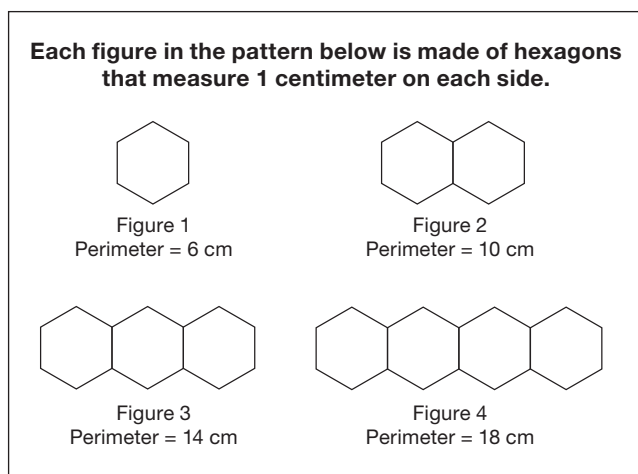 Each figure in the pattern below is made of hexagons
that measure 1 centimeter on each side.
Figure 1
Perimeter = 6 cm
Figure 2
Perimeter = 10 cm
Figure 3
Perimeter = 14 cm
Figure 4
Perimeter = 18 cm